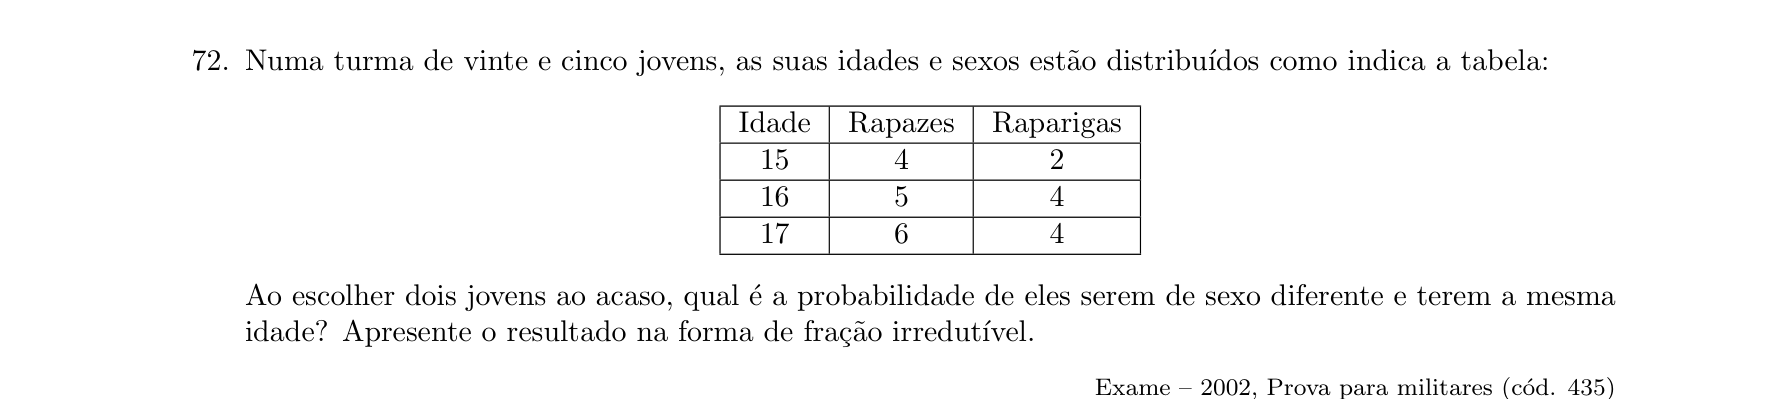 72. Numa turma de vinte e cinco jovens, as suas idades e sexos estão distribuídos como indica a tabela:
Idade Rapazes Raparigas
15 4 2
16 5 4
17 6 4
Ao escolher dois jovens ao acaso, qual é a probabilidade de eles serem de sexo diferente e terem a mesma
idade? Apresente o resultado na forma de fração irredutível.
Exame – 2002, Prova para militares (cód. 435)